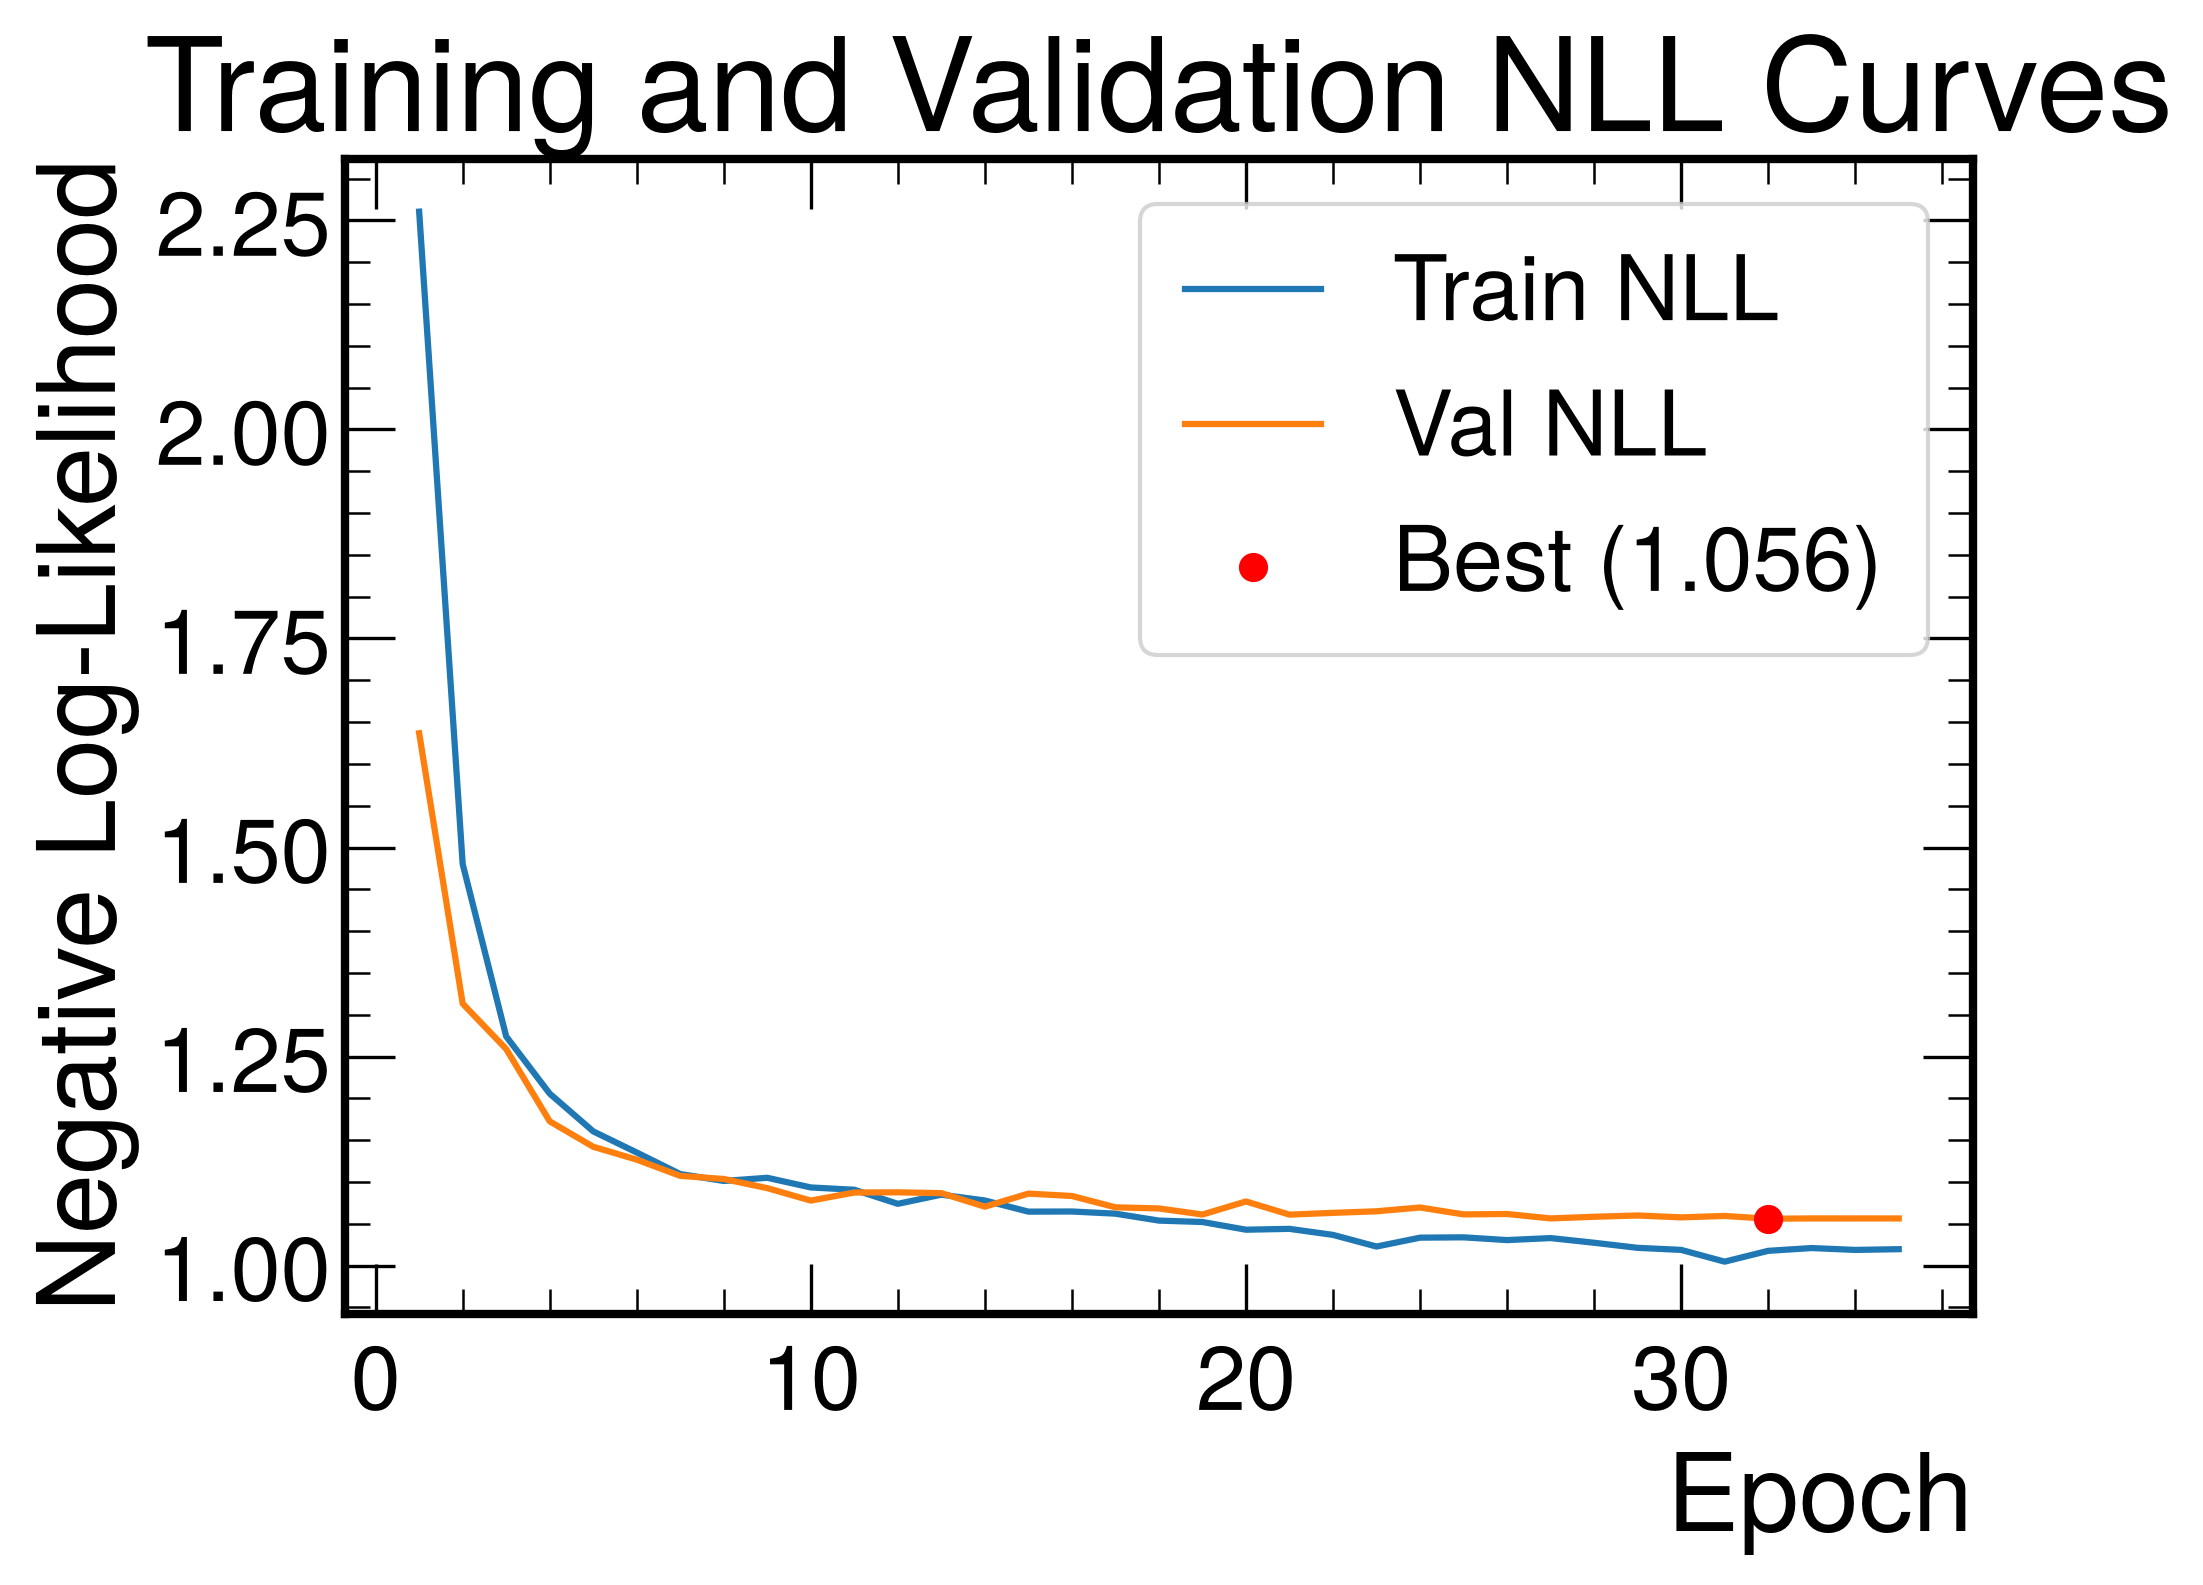 Training and Validation NLL Curves
Negative Log-Likelihood
2.25
2.00
1.75
1.50
1.25
1.00
Train NLL
Val NLL
Best (1.056)
0 10 20 30
Epoch